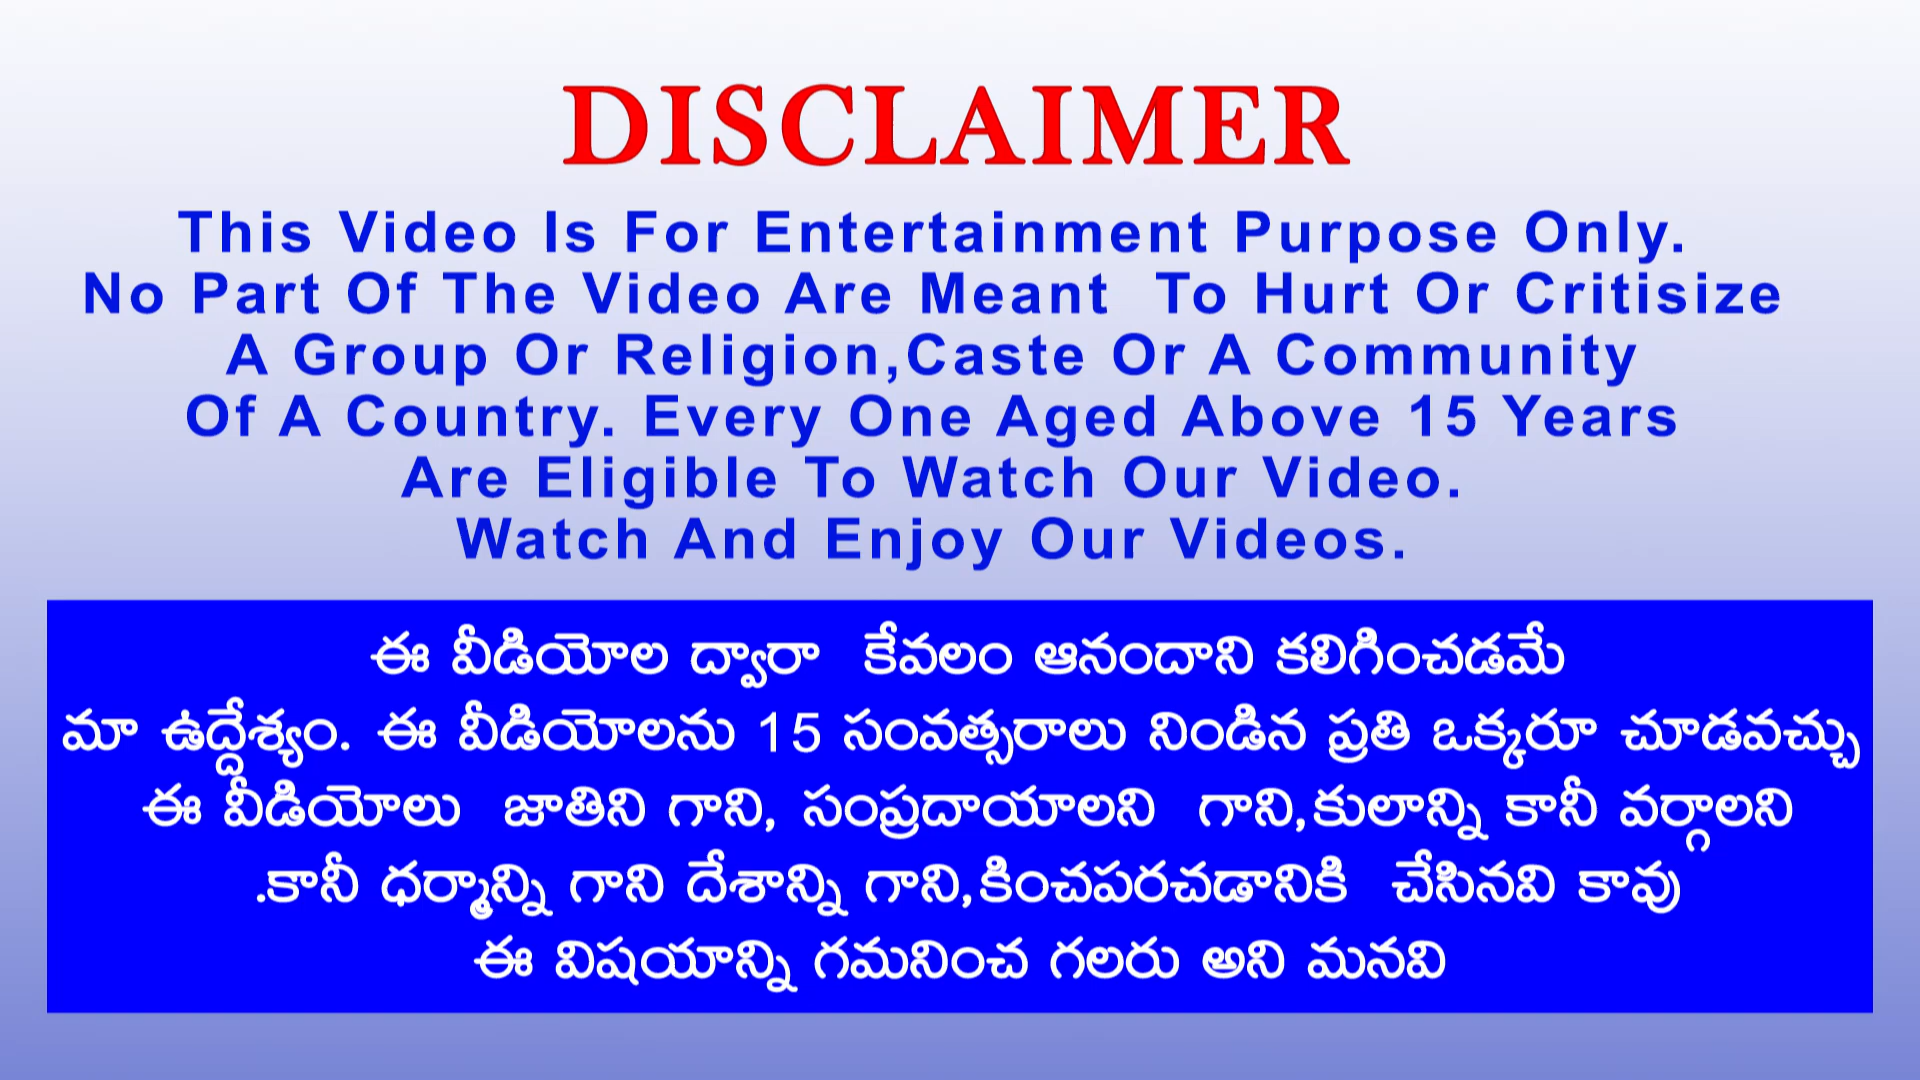 DISCLAIMER
This Video Is For Entertainment Purpose Only.
No Part Of The Video Are Meant To Hurt Or Critisize
A Group Or Religion,Caste Or A Community
Of A Country. Every One Aged Above 15 Years
Are Eligible To Watch Our Video.
Watch And Enjoy Our Videos.
ఈ వీడియోల ద్వారా కేవలం ఆనందాని కలిగించడమే
మా ఉద్దేశ్యం. ఈ వీడియోలను 15 సంవత్సరాలు నిండిన ప్రతి ఒక్కరూ చూడవచ్చు
ఈ వీడియోలు జాతిని గాని, సంప్రదాయాలని గాని,కులాన్ని కానీ వర్గాలని
.కానీ ధర్మాన్ని గాని దేశాన్ని గాని,కించపరచడానికి చేసినవి కావు
ఈ విషయాన్ని గమనించ గలరు అని మనవి